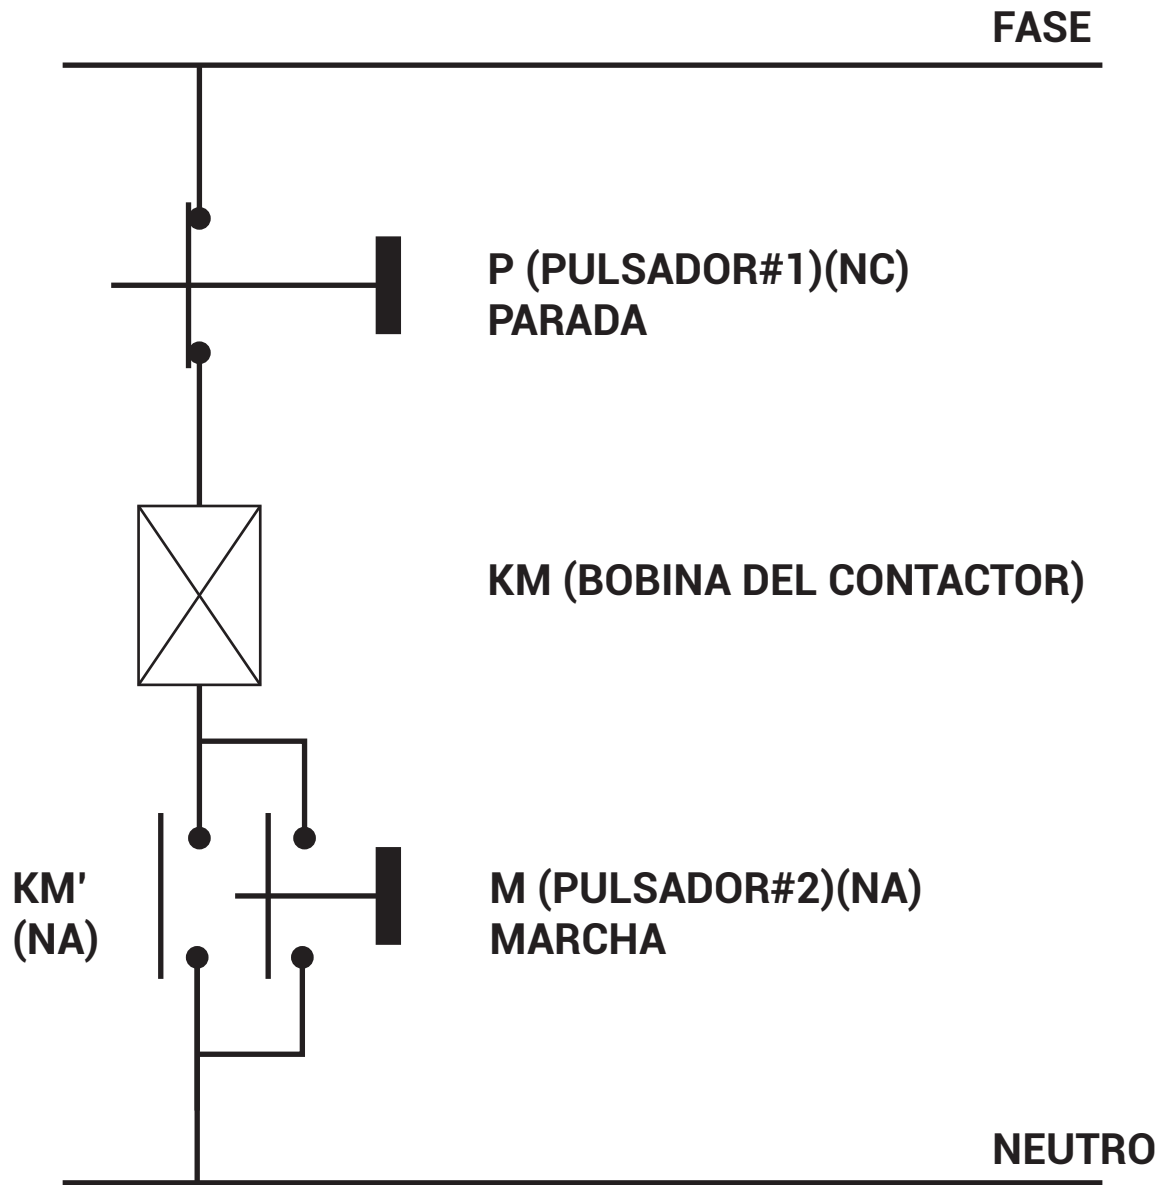 FASE
P (PULSADOR#1)(NC)
PARADA
KM (BOBINA DEL CONTACTOR)
KM'
(NA)
M (PULSADOR#2)(NA)
MARCHA
NEUTRO